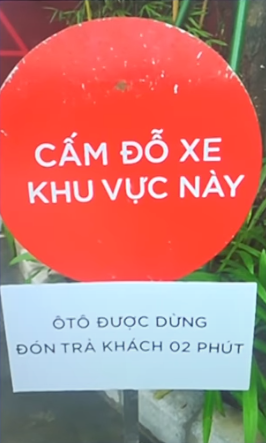 CẤM ĐỖ XE
KHU VỰC NÀY
ÔTÔ ĐƯỢC DỪNG
ĐÓN TRẢ KHÁCH 02 PHÚT